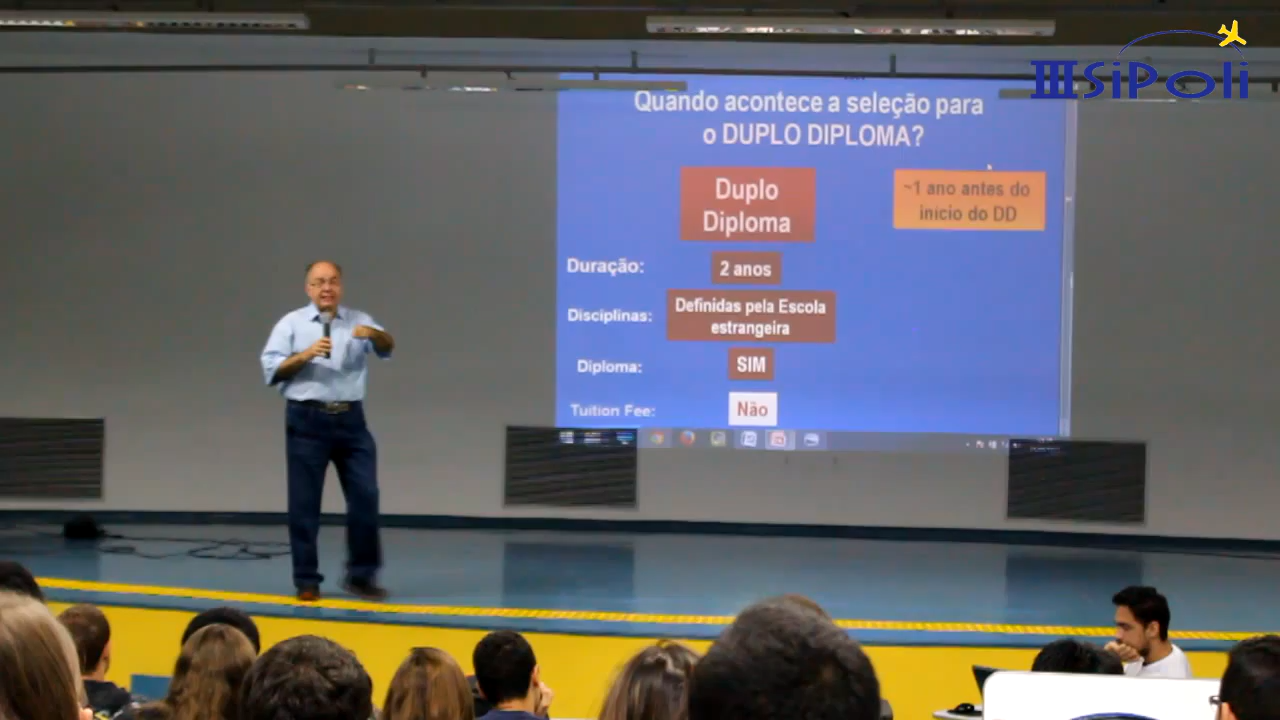 IIISiPoli
Quando acontece a seleção para
o DUPLO DIPLOMA?
Duplo
Diploma
~1 ano antes do
início do DD
Duração:
2 anos
Disciplinas:
Definidas pela Escola
estrangeira
Diploma:
SIM
Tuition Fee:
Não